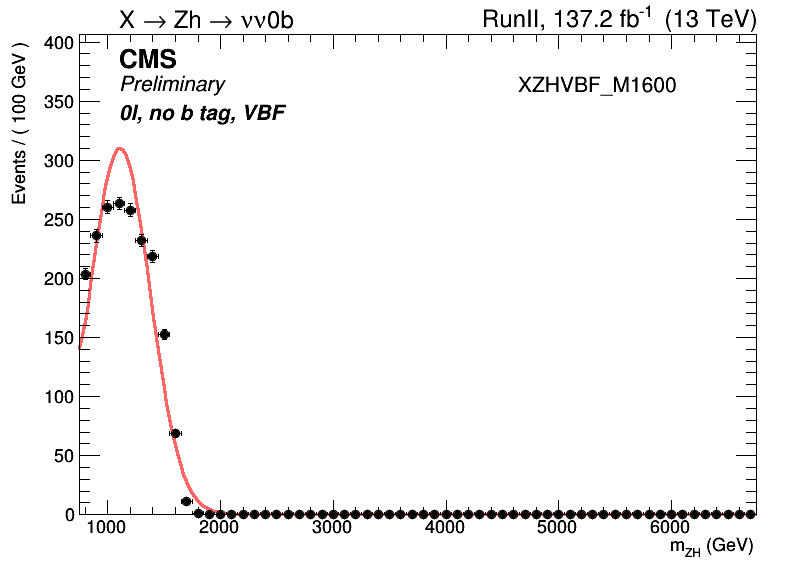 X → Zh → νν0b
RunII, 137.2 fb⁻¹ (13 TeV)
CMS
Preliminary
0l, no b tag, VBF
XZHVBF_M1600
Events / ( 100 GeV )
400
350
300
250
200
150
100
50
0
1000 2000 3000 4000 5000 6000
m_ZH (GeV)